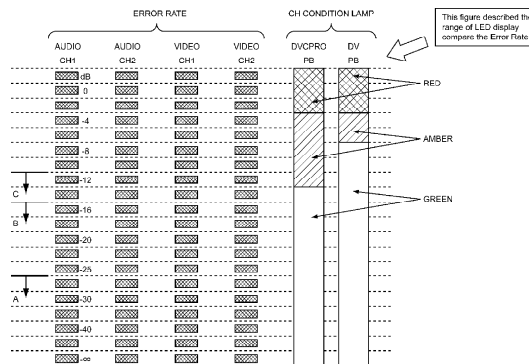 ERROR RATE
CH CONDITION LAMP
This figure described the
range of LED display
compare the Error Rate
AUDIO AUDIO VIDEO VIDEO DVCPRO DV
CH1 CH2 CH1 CH2 PB PB
dB
RED
0
-4
AMBER
-8
-12
C
GREEN
-16
B
-20
-25
A
-30
-40
-∞